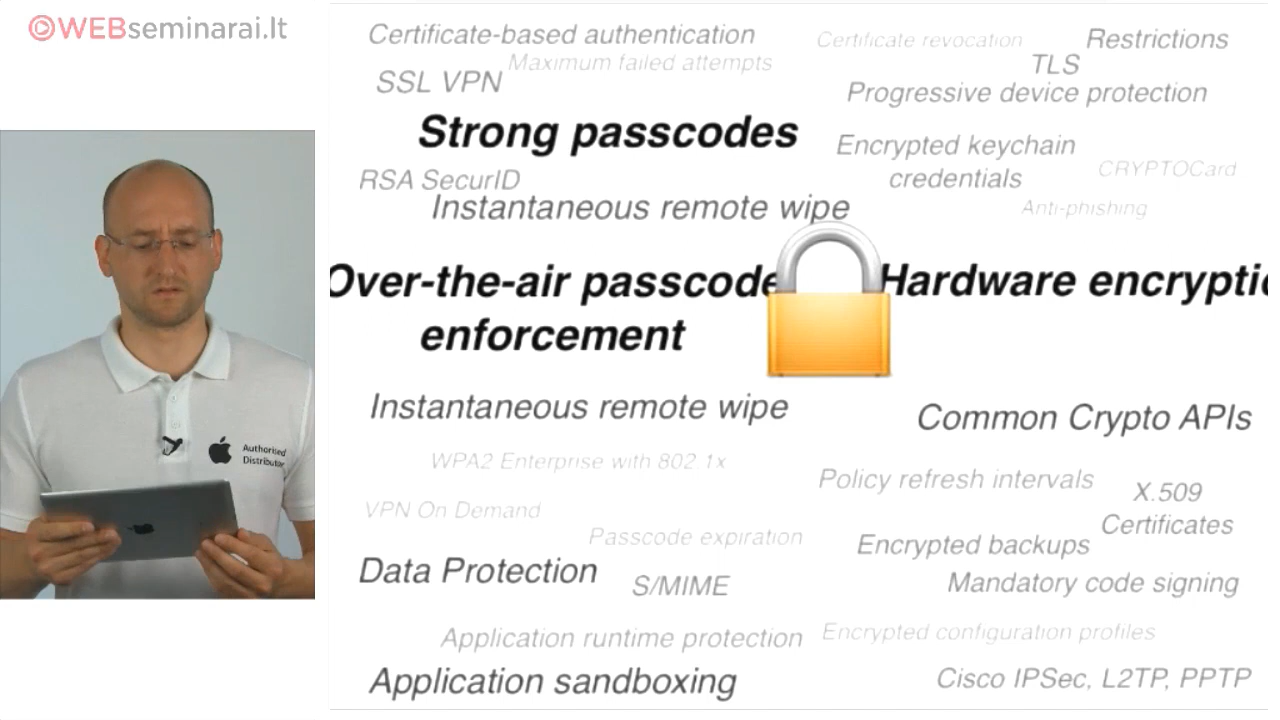 WEBseminarai.lt
Certificate-based authentication
Certificate revocation
Restrictions
Maximum failed attempts
TLS
SSL VPN
Progressive device protection
Strong passcodes
Encrypted keychain
credentials
CRYPTOCard
RSA SecurID
Instantaneous remote wipe
Anti-phishing
Over-the-air passcode
enforcement
Hardware encryptic
Instantaneous remote wipe
Common Crypto APIs
WPA2 Enterprise with 802.1x
Policy refresh intervals
X.509
Certificates
VPN On Demand
Passcode expiration
Encrypted backups
Data Protection
S/MIME
Mandatory code signing
Application runtime protection
Encrypted configuration profiles
Application sandboxing
Cisco IPSec, L2TP, PPTP
Authorised
Distributor